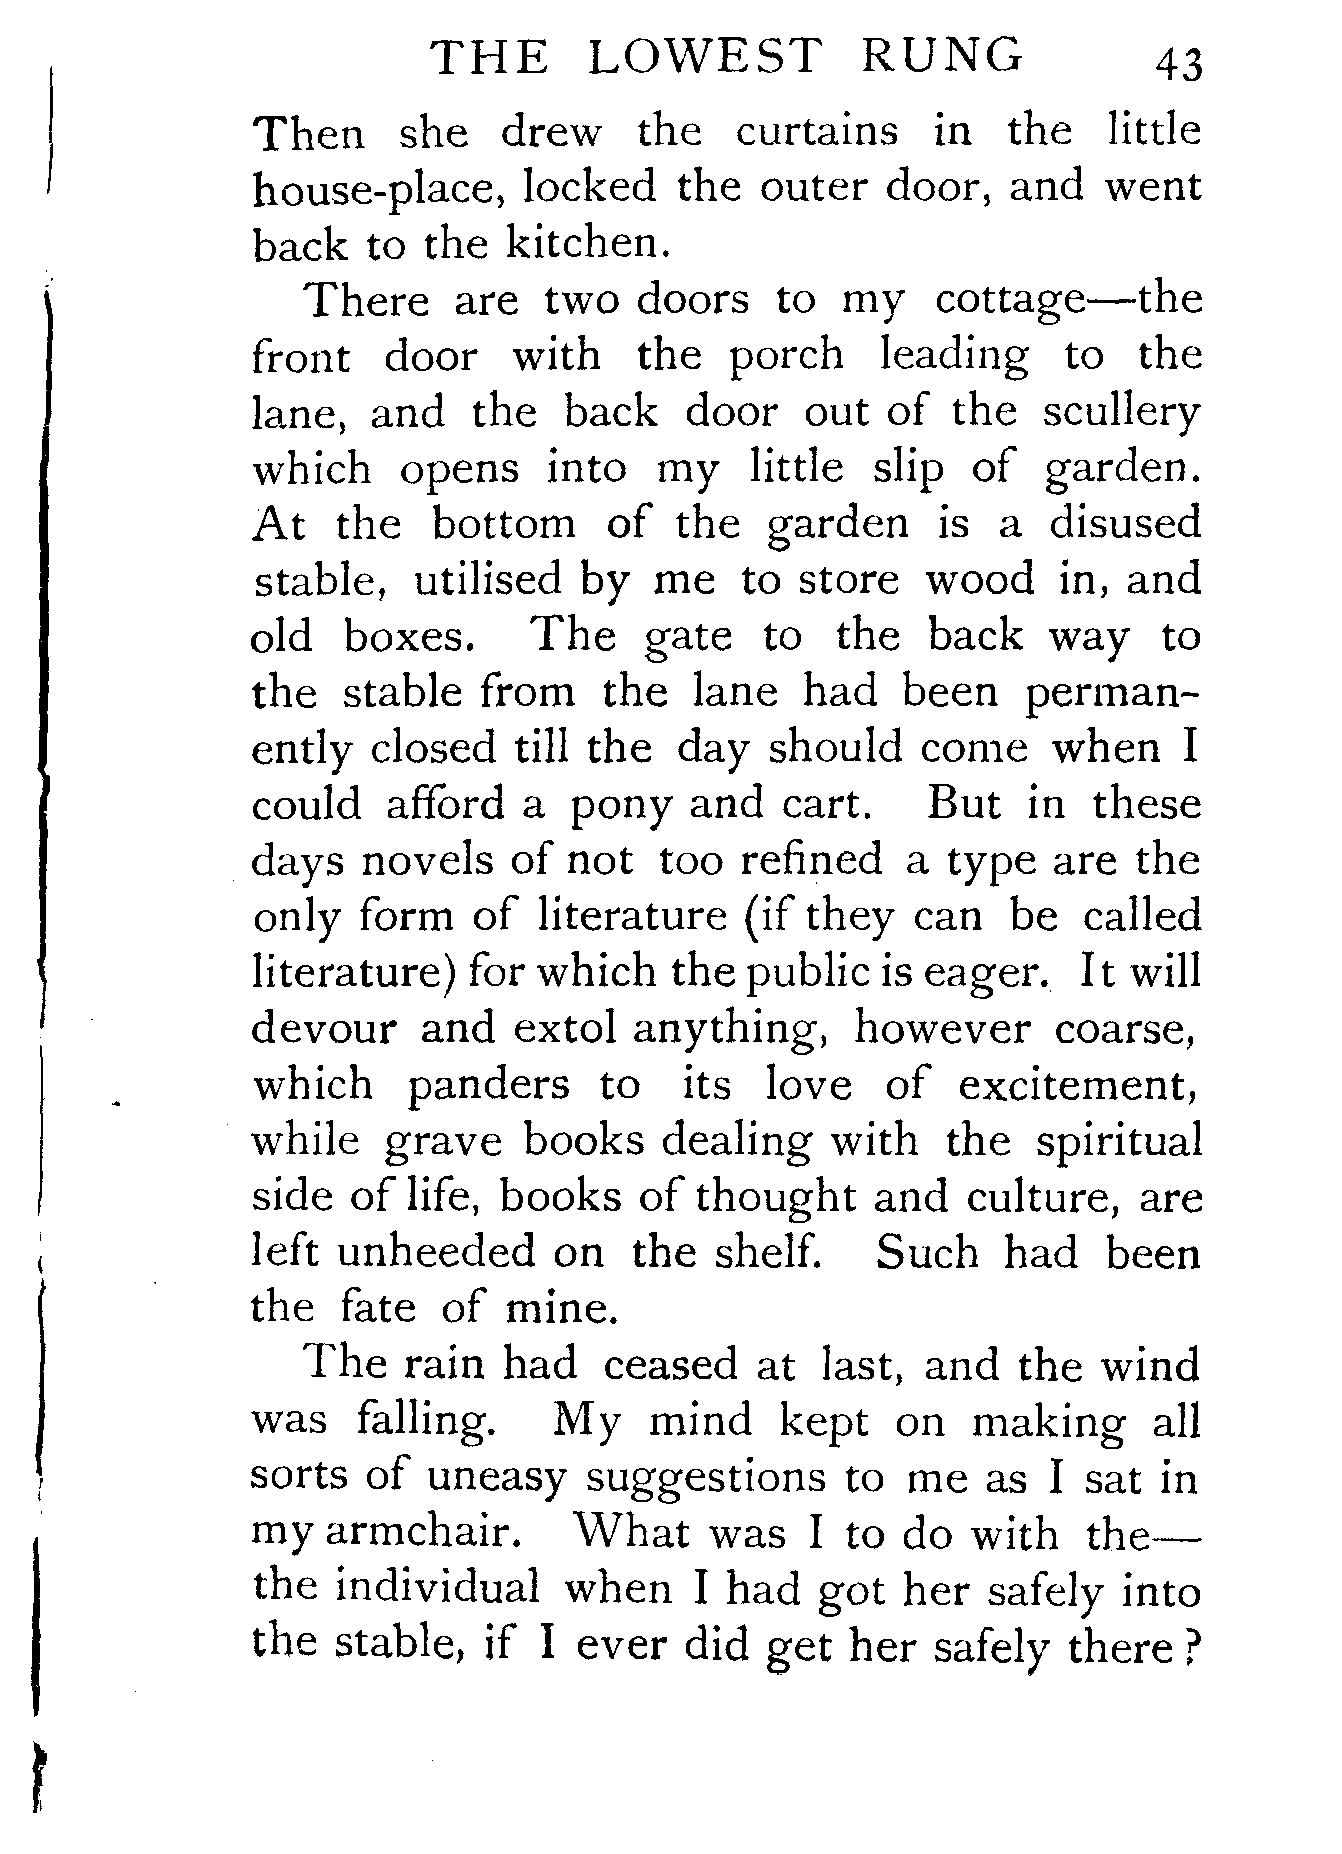 THE LOWEST RUNG 43
Then she drew the curtains in the little
house-place, locked the outer door, and went
back to the kitchen.
There are two doors to my cottage—the
front door with the porch leading to the
lane, and the back door out of the scullery
which opens into my little slip of garden.
At the bottom of the garden is a disused
stable, utilised by me to store wood in, and
old boxes. The gate to the back way to
the stable from the lane had been perman-
ently closed till the day should come when I
could afford a pony and cart. But in these
days novels of not too refined a type are the
only form of literature (if they can be called
literature) for which the public is eager. It will
devour and extol anything, however coarse,
which panders to its love of excitement,
while grave books dealing with the spiritual
side of life, books of thought and culture, are
left unheeded on the shelf. Such had been
the fate of mine.
The rain had ceased at last, and the wind
was falling. My mind kept on making all
sorts of uneasy suggestions to me as I sat in
my armchair. What was I to do with the—
the individual when I had got her safely into
the stable, if I ever did get her safely there?